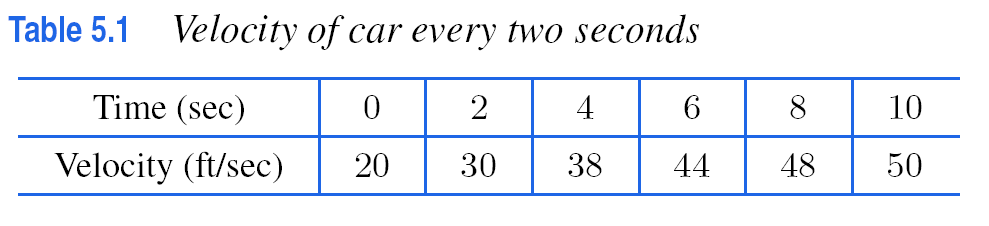 Table 5.1 Velocity of car every two seconds
Time (sec) 0 2 4 6 8 10
Velocity (ft/sec) 20 30 38 44 48 50